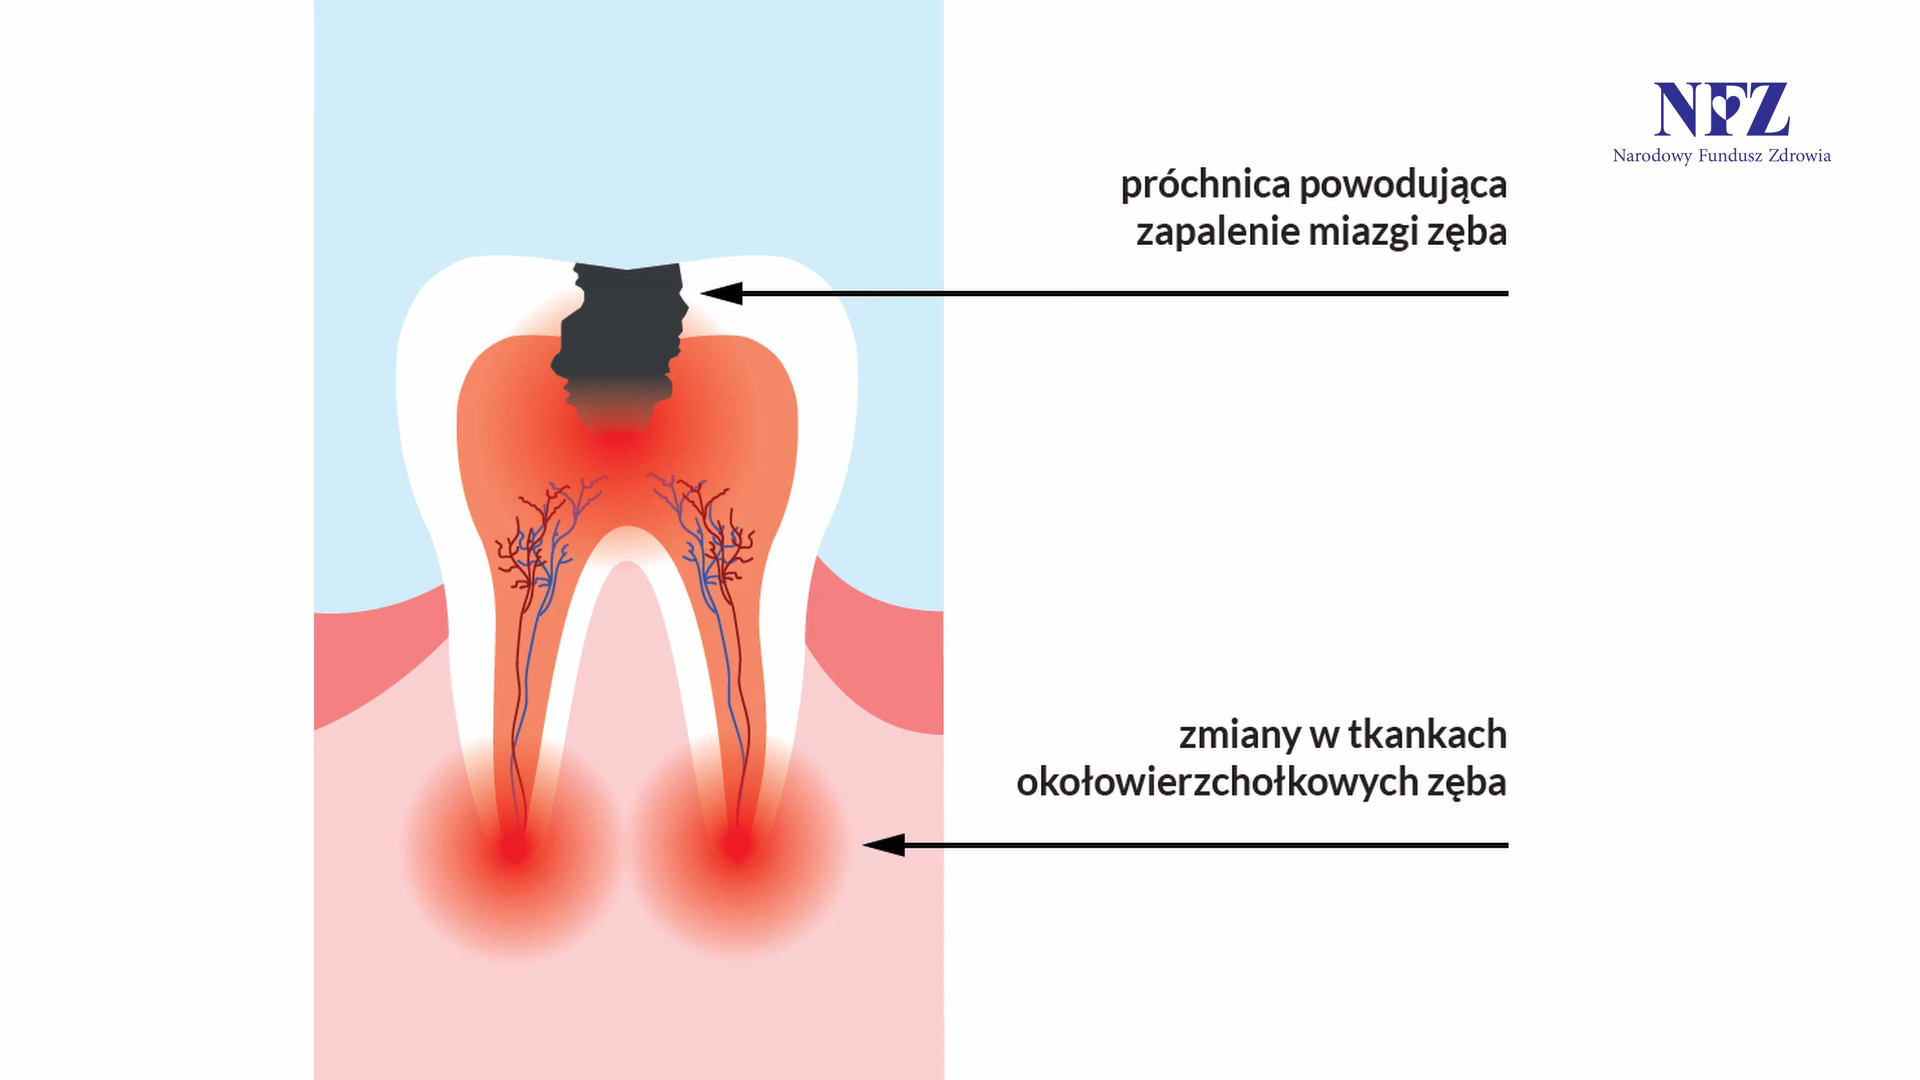 NFZ
Narodowy Fundusz Zdrowia
próchnica powodująca
zapalenie miazgi zęba
zmiany w tkankach
okołowierzchołkowych zęba